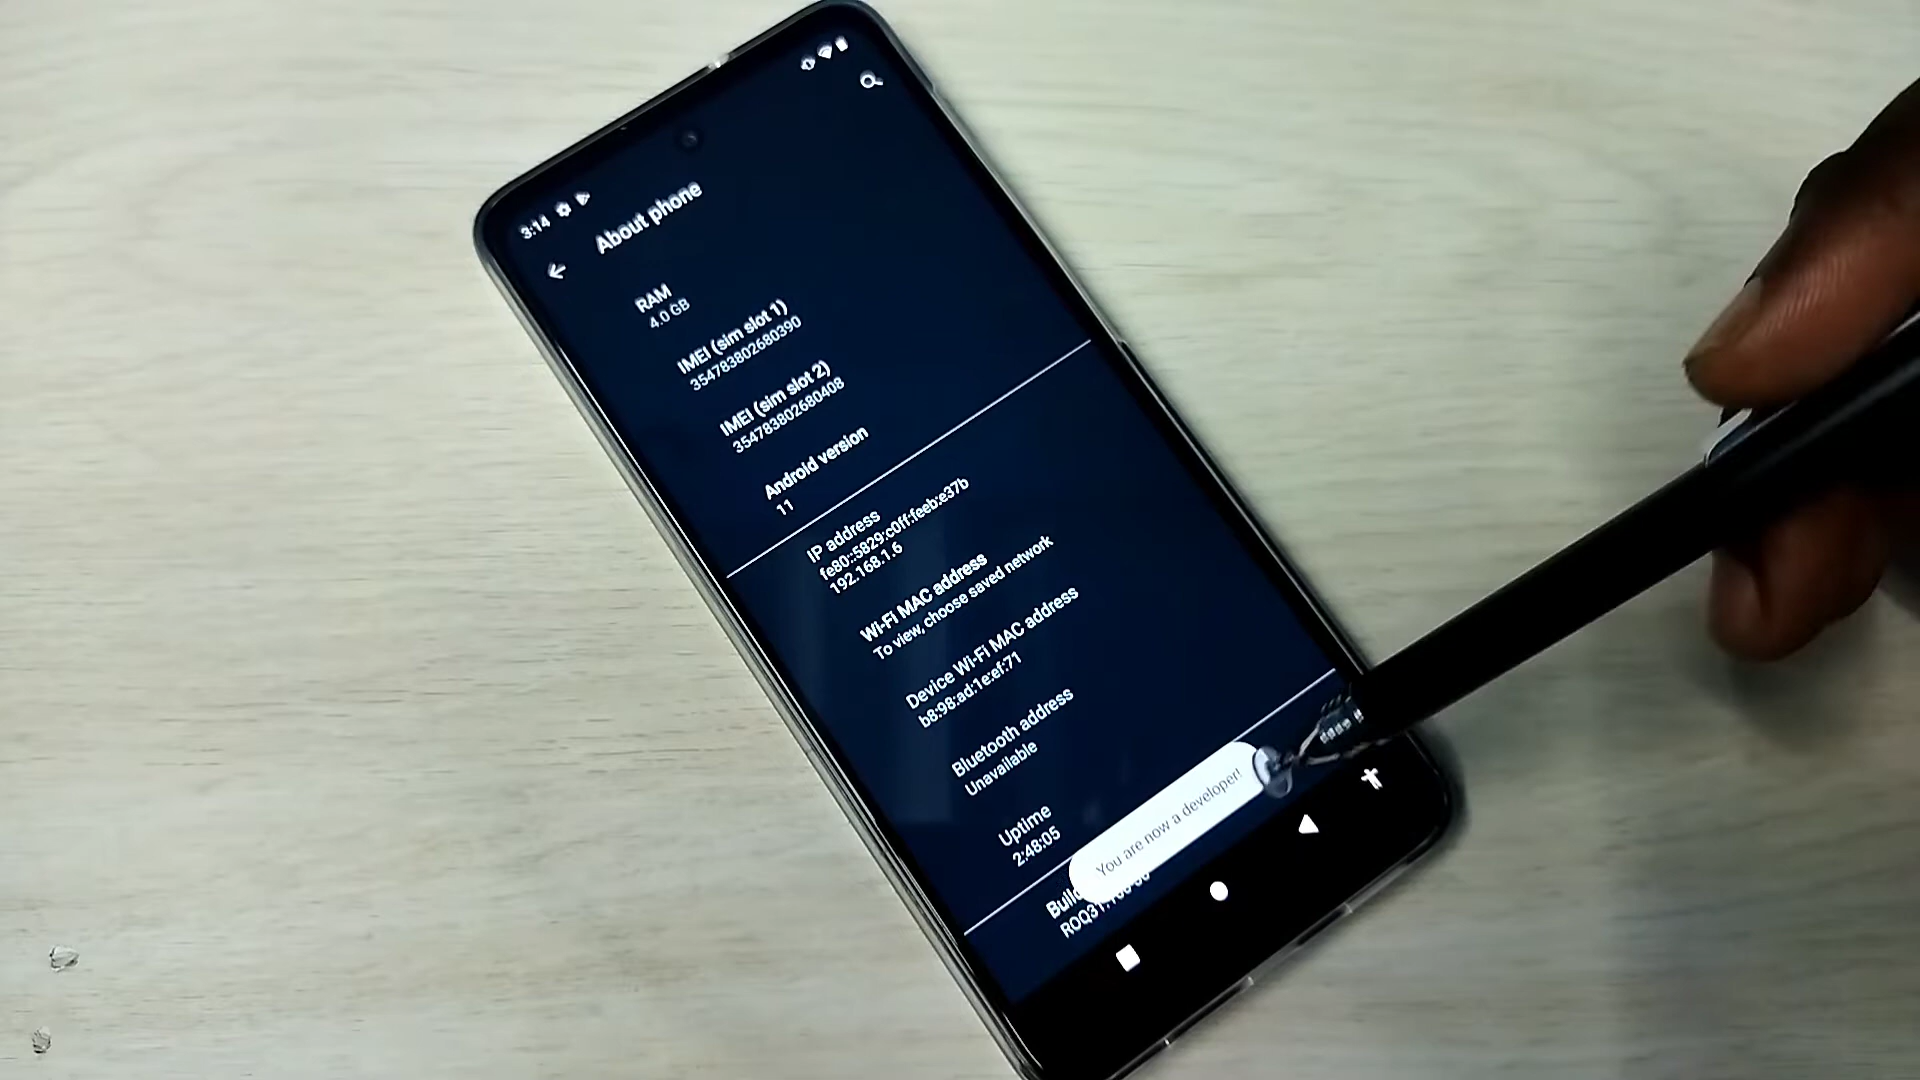 3:14
About phone
RAM
4.0 GB
IMEI (sim slot 1)
354783802680390
IMEI (sim slot 2)
354783802680408
Android version
11
IP address
fe80::5829:c0ff:feeb:e37b
192.168.1.6
Wi-Fi MAC address
To view, choose saved network
Device Wi-Fi MAC address
b8:98:ad:1e:ef:71
Bluetooth address
Unavailable
Uptime
2:48:05
You are now a developer!